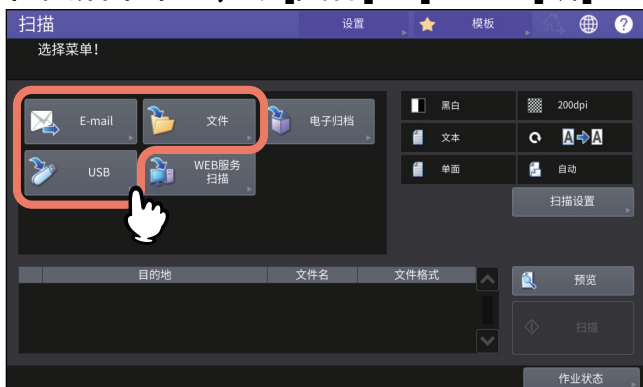 扫描
设置
模板
选择菜单!
E-mail
文件
电子归档
USB
WEB服务
扫描
黑白
200dpi
文本
A A
单面
自动
扫描设置
目的地
文件名
文件格式
预览
扫描
作业状态